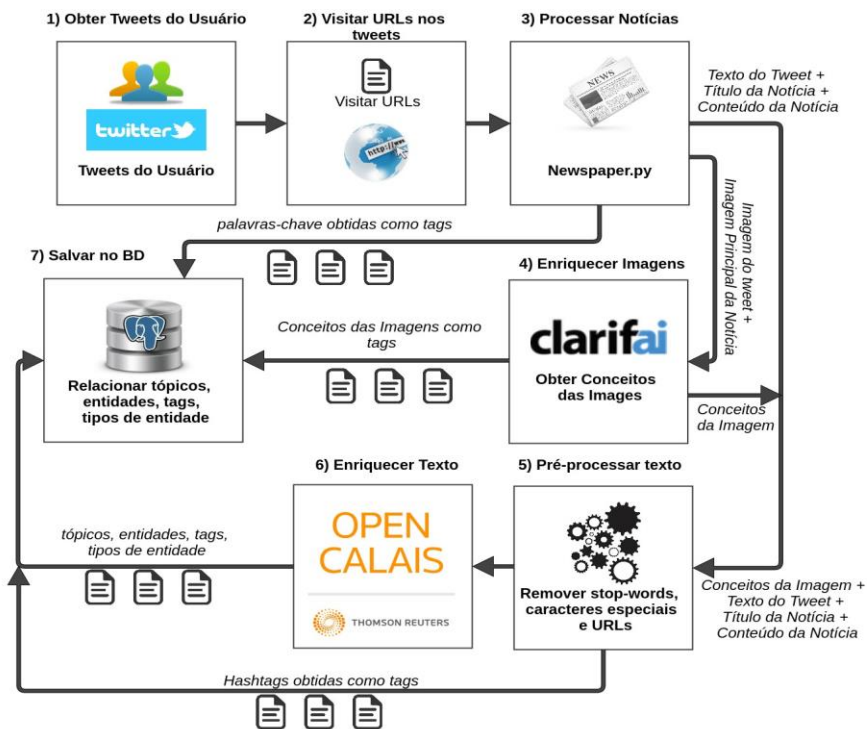 1) Obter Tweets do Usuário
twitter
Tweets do Usuário
2) Visitar URLs nos
tweets
Visitar URLs
http://www
3) Processar Notícias
NEWS
Newspaper.py
Texto do Tweet +
Título da Notícia +
Conteúdo da Notícia
Imagem do tweet +
Imagem Principal da
Notícia
palavras-chave obtidas como tags
4) Enriquecer Imagens
clarifai
Obter Conceitos
das Images
Conceitos
da Imagem
Conceitos das Imagens como
tags
7) Salvar no BD
Relacionar tópicos,
entidades, tags,
tipos de entidade
5) Pré-processar texto
Remover stop-words,
caracteres especiais
e URLs
Conceitos da Imagem +
Texto do Tweet +
Título da Notícia +
Conteúdo da Notícia
6) Enriquecer Texto
OPEN
CALAIS
THOMSON REUTERS
tópicos, entidades, tags,
tipos de entidade
Hashtags obtidas como tags